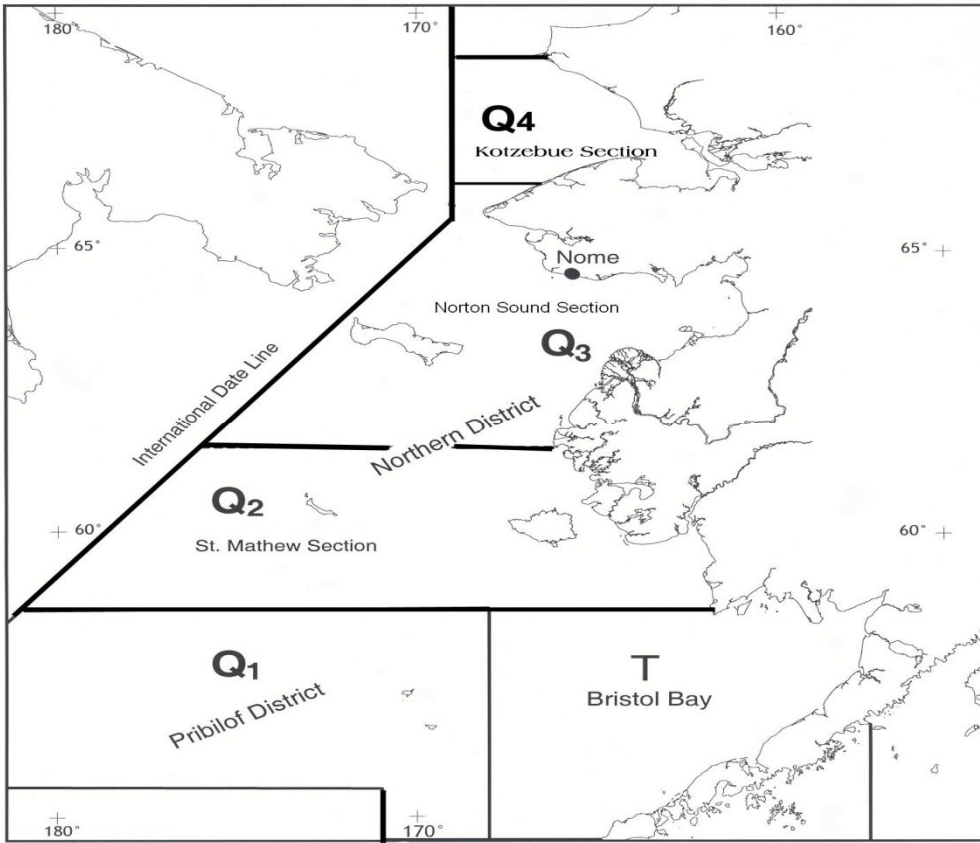 180°
170°
160°
Q4
Kotzebue Section
65°
65°
Nome
Norton Sound Section
Q3
International Date Line
Northern District
Q2
St. Mathew Section
60°
60°
Q1
Pribilof District
T
Bristol Bay
180°
170°